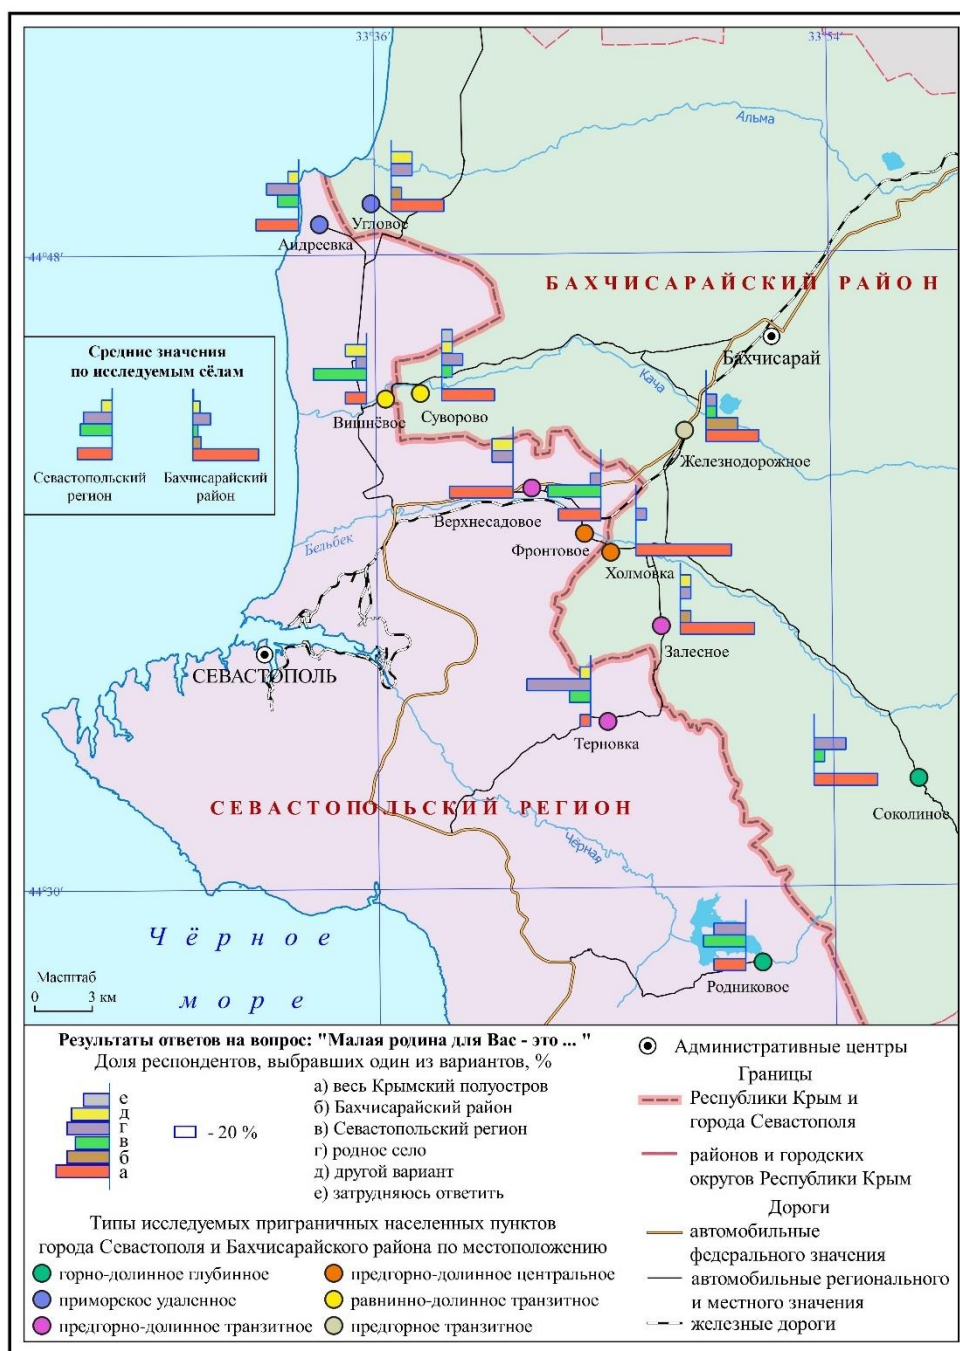 33°36'
33°54'
Альма
Угловое
Андреевка
44°48'
БАХЧИСАРАЙСКИЙ РАЙОН
Средние значения
по исследуемым сёлам
Севастопольский
регион
Бахчисарайский
район
Бахчисарай
Кача
Вишнёвое
Суворово
Железнодорожное
Верхнесадовое
Бельбек
Фронтовое
Холмовка
Залесное
СЕВАСТОПОЛЬ
Терновка
СЕВАСТОПОЛЬСКИЙ РЕГИОН
Соколиное
Чёрная
44°30'
Чёрное
море
Родниковое
Масштаб
0 3 км
Результаты ответов на вопрос: "Малая родина для Вас - это ... "
Доля респондентов, выбравших один из вариантов, %
е
д
г
в
б
а
- 20 %
а) весь Крымский полуостров
б) Бахчисарайский район
в) Севастопольский регион
г) родное село
д) другой вариант
е) затрудняюсь ответить
Типы исследуемых приграничных населенных пунктов
города Севастополя и Бахчисарайского района по местоположению
горно-долинное глубинное
приморское удаленное
предгорно-долинное транзитное
предгорно-долинное центральное
равнинно-долинное транзитное
предгорное транзитное
Административные центры
Границы
Республики Крым и
города Севастополя
районов и городских
округов Республики Крым
Дороги
автомобильные
федерального значения
автомобильные регионального
и местного значения
железные дороги